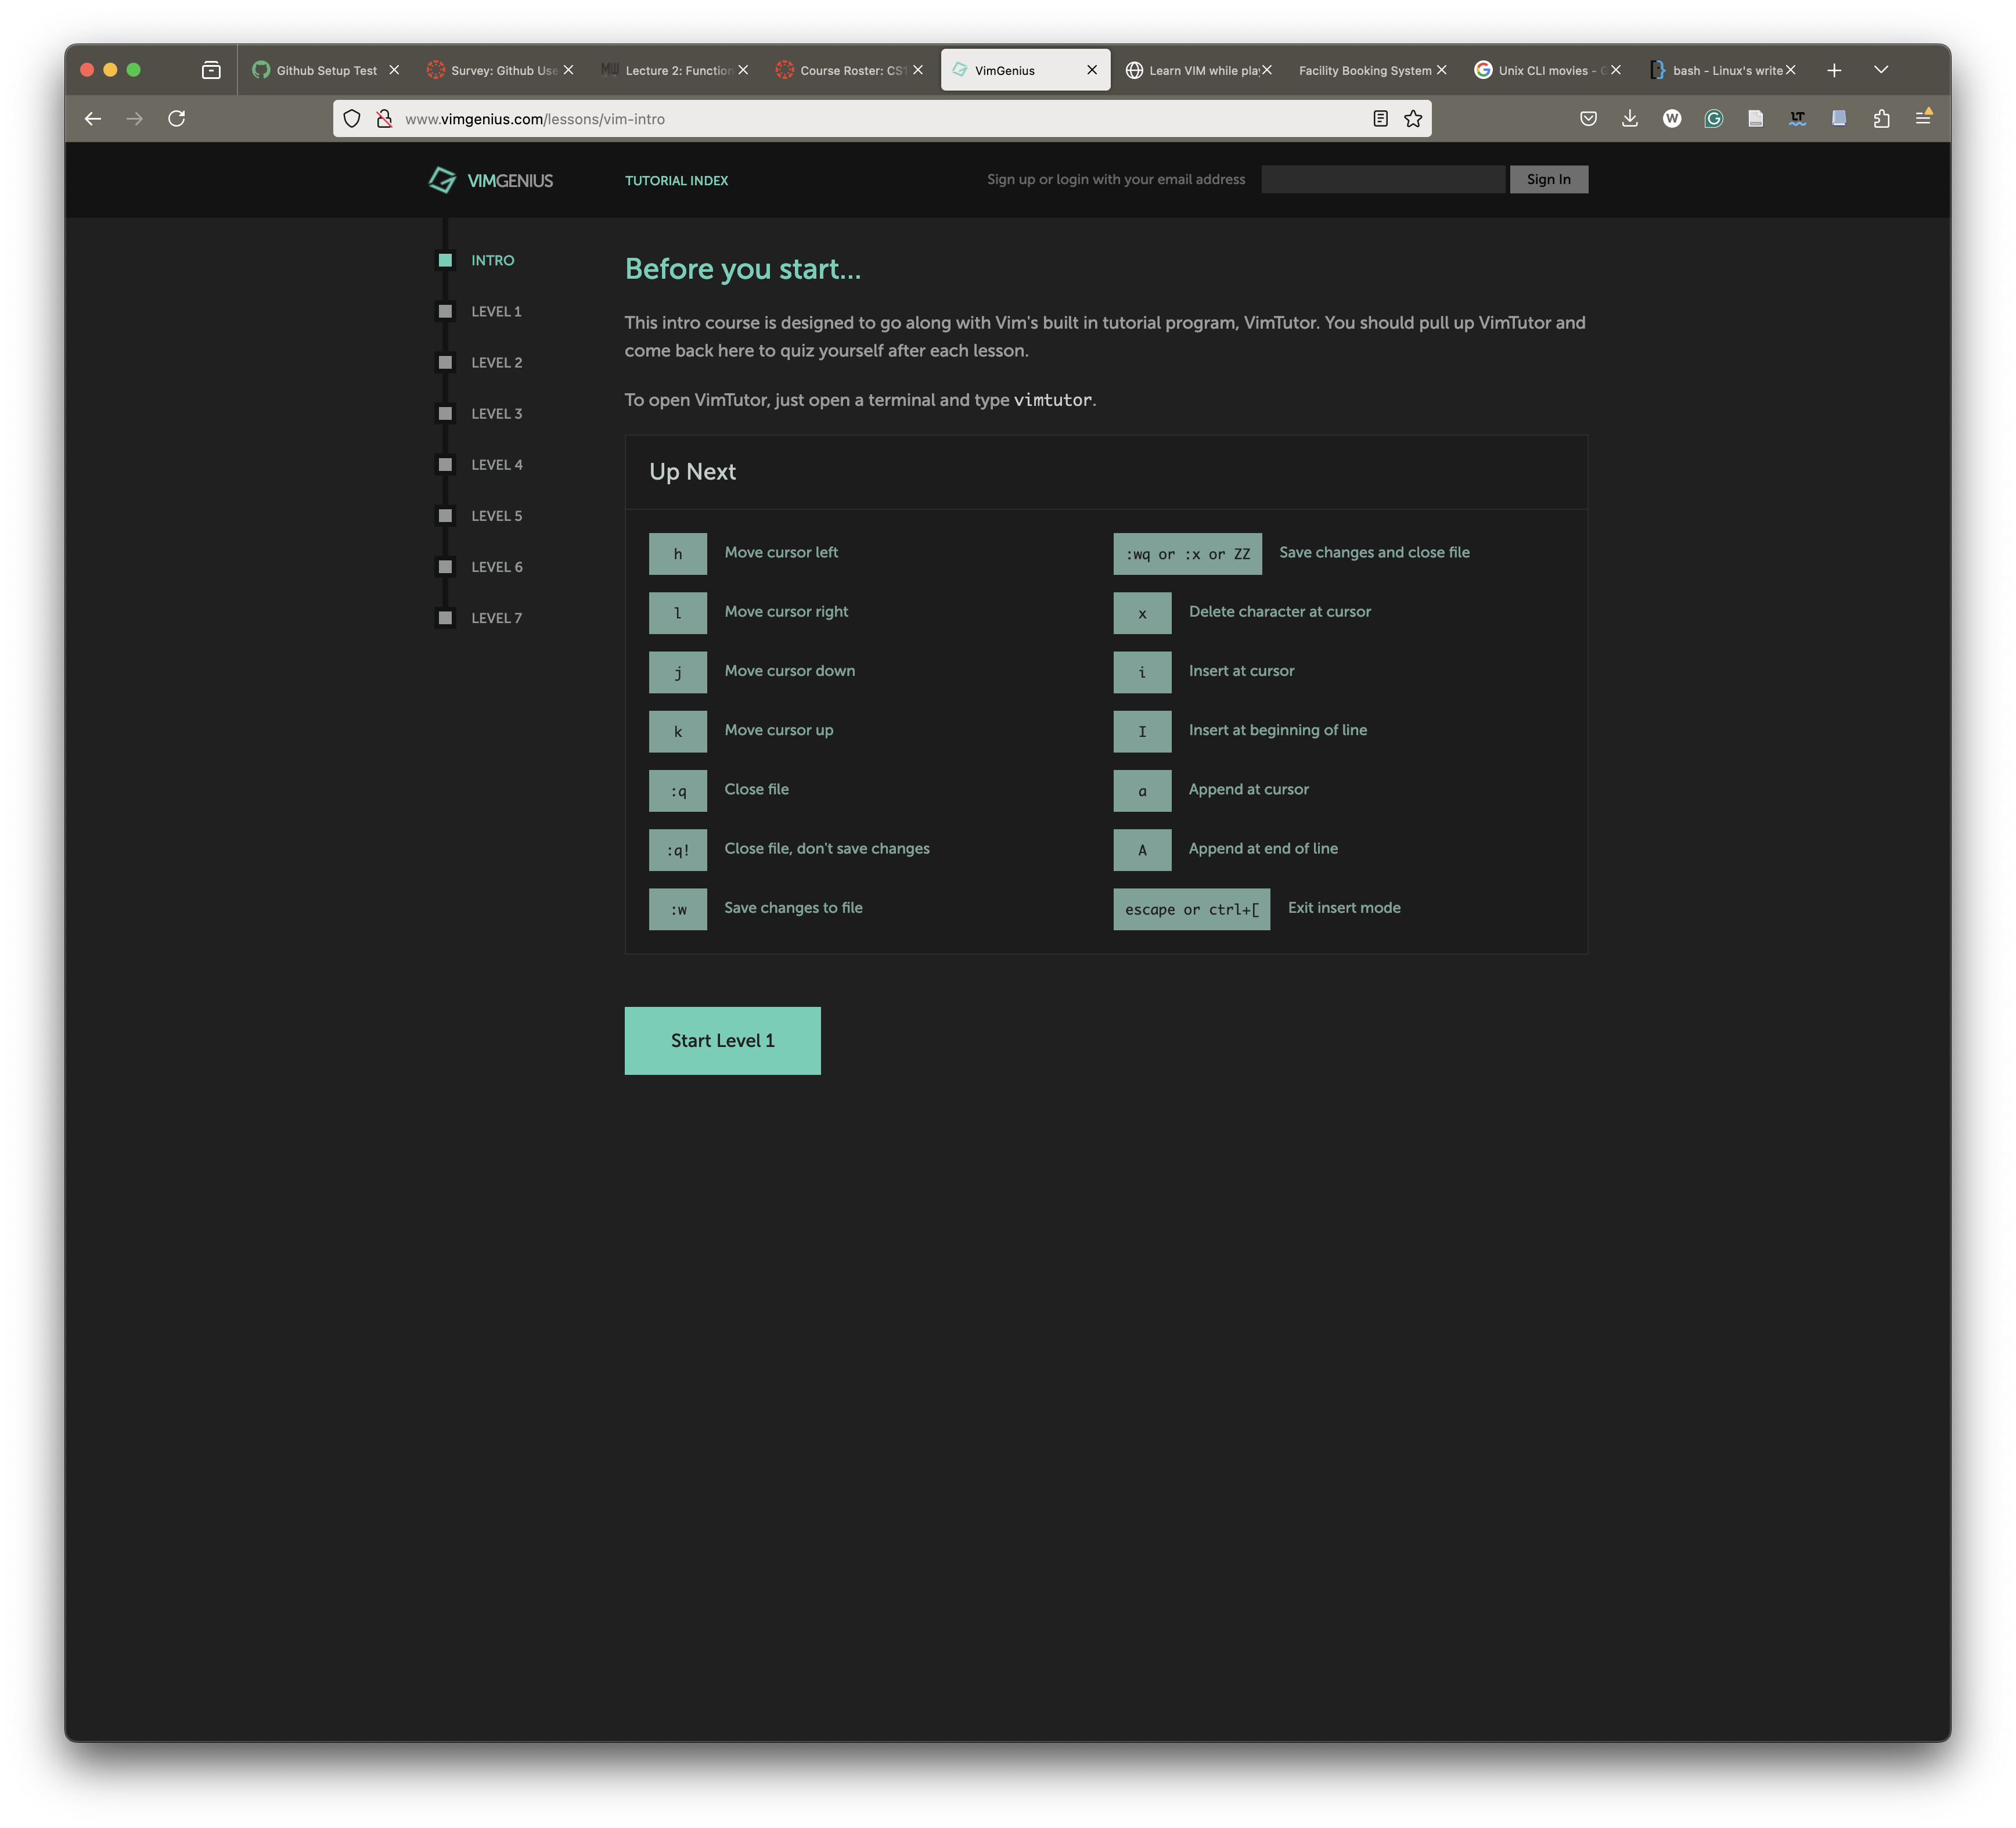 Github Setup Test
Survey: Github Use
Lecture 2: Function
Course Roster: CS1
VimGenius
Learn VIM while pla
Facility Booking System
Unix CLI movies - G
bash - Linux's write
www.vimgenius.com/lessons/vim-intro
VIMGENIUS
TUTORIAL INDEX
Sign up or login with your email address
Sign In
INTRO
LEVEL 1
LEVEL 2
LEVEL 3
LEVEL 4
LEVEL 5
LEVEL 6
LEVEL 7
Before you start...
This intro course is designed to go along with Vim's built in tutorial program, VimTutor. You should pull up VimTutor and
come back here to quiz yourself after each lesson.
To open VimTutor, just open a terminal and type vimtutor.
Up Next
h Move cursor left
l Move cursor right
j Move cursor down
k Move cursor up
:q Close file
:q! Close file, don't save changes
:w Save changes to file
:wq or :x or ZZ Save changes and close file
x Delete character at cursor
i Insert at cursor
I Insert at beginning of line
a Append at cursor
A Append at end of line
escape or ctrl+[ Exit insert mode
Start Level 1